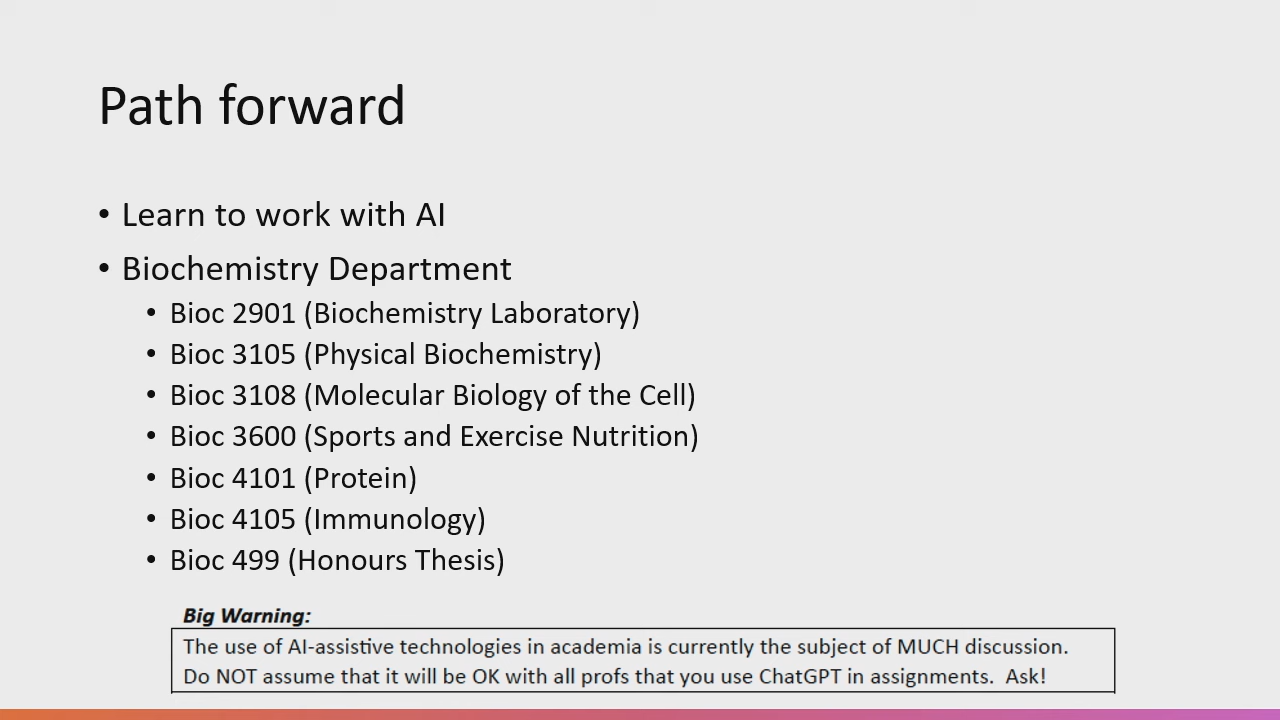 Path forward
• Learn to work with AI
• Biochemistry Department
• Bioc 2901 (Biochemistry Laboratory)
• Bioc 3105 (Physical Biochemistry)
• Bioc 3108 (Molecular Biology of the Cell)
• Bioc 3600 (Sports and Exercise Nutrition)
• Bioc 4101 (Protein)
• Bioc 4105 (Immunology)
• Bioc 499 (Honours Thesis)
Big Warning:
The use of AI-assistive technologies in academia is currently the subject of MUCH discussion.
Do NOT assume that it will be OK with all profs that you use ChatGPT in assignments.  Ask!